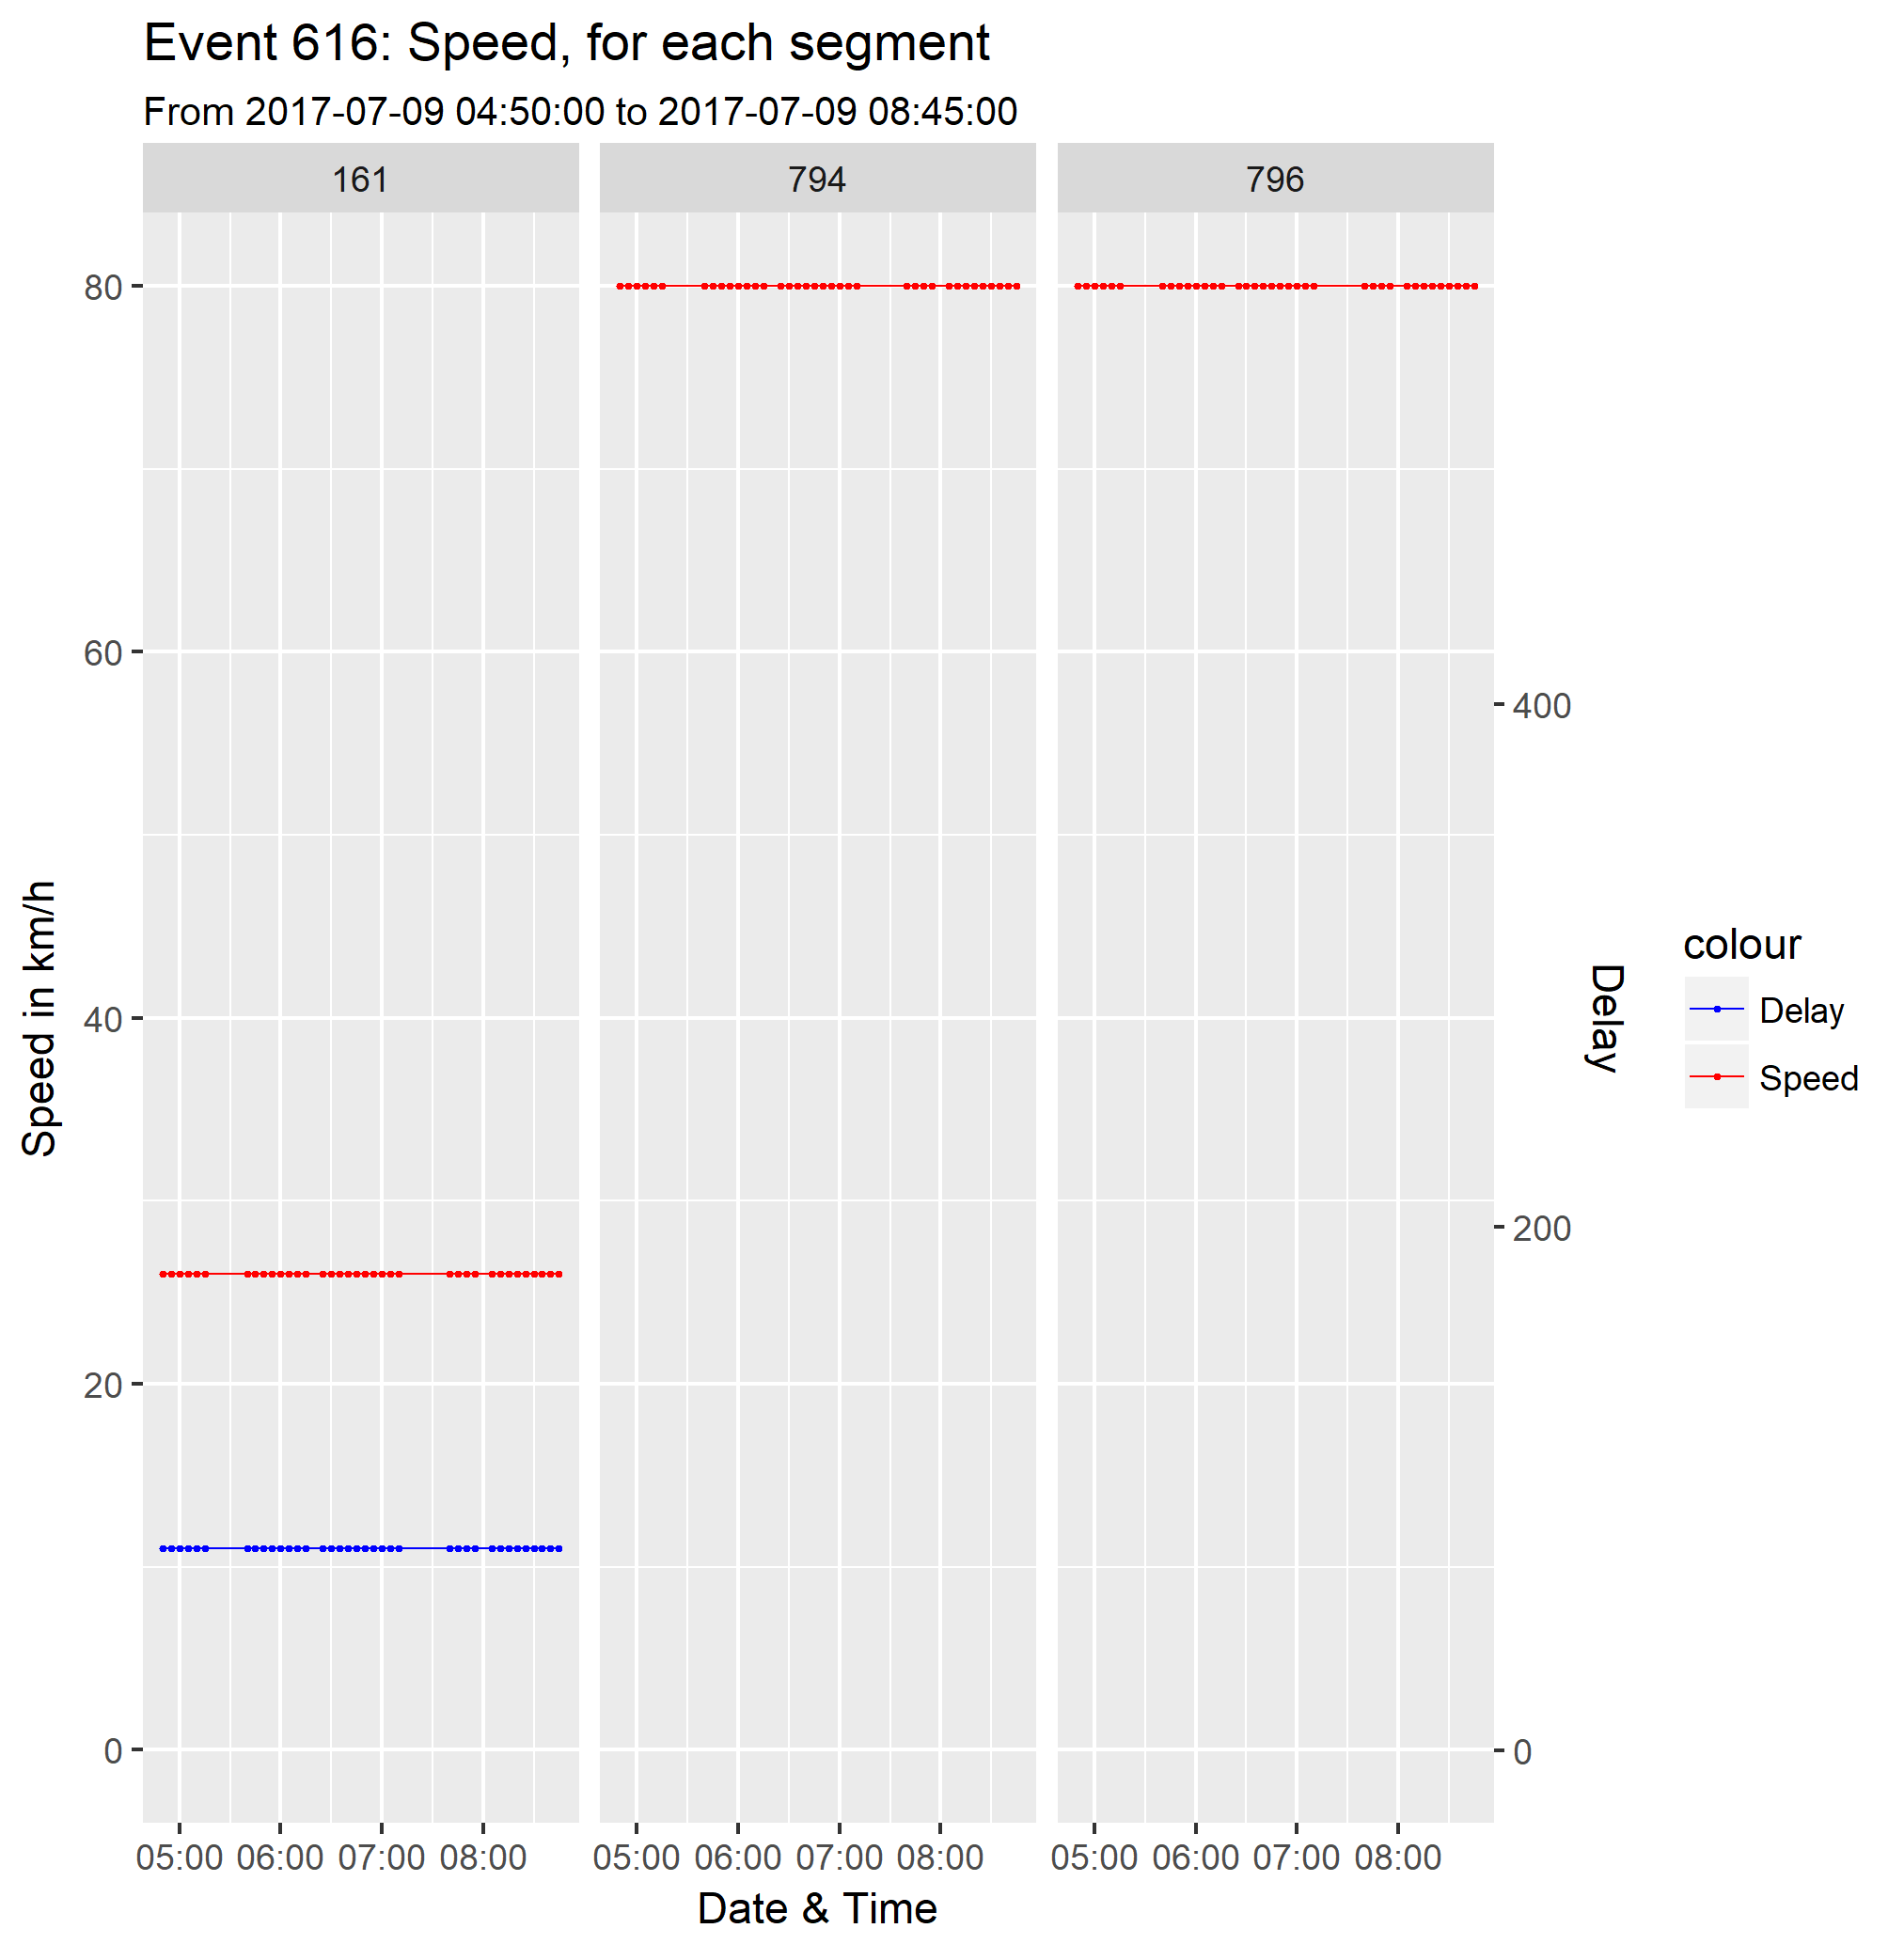 Event 616: Speed, for each segment
From 2017-07-09 04:50:00 to 2017-07-09 08:45:00
161 794 796
80
60
40
20
0
Speed in km/h
400
200
0
Delay
colour
Delay
Speed
05:00 06:00 07:00 08:00 05:00 06:00 07:00 08:00 05:00 06:00 07:00 08:00
Date & Time